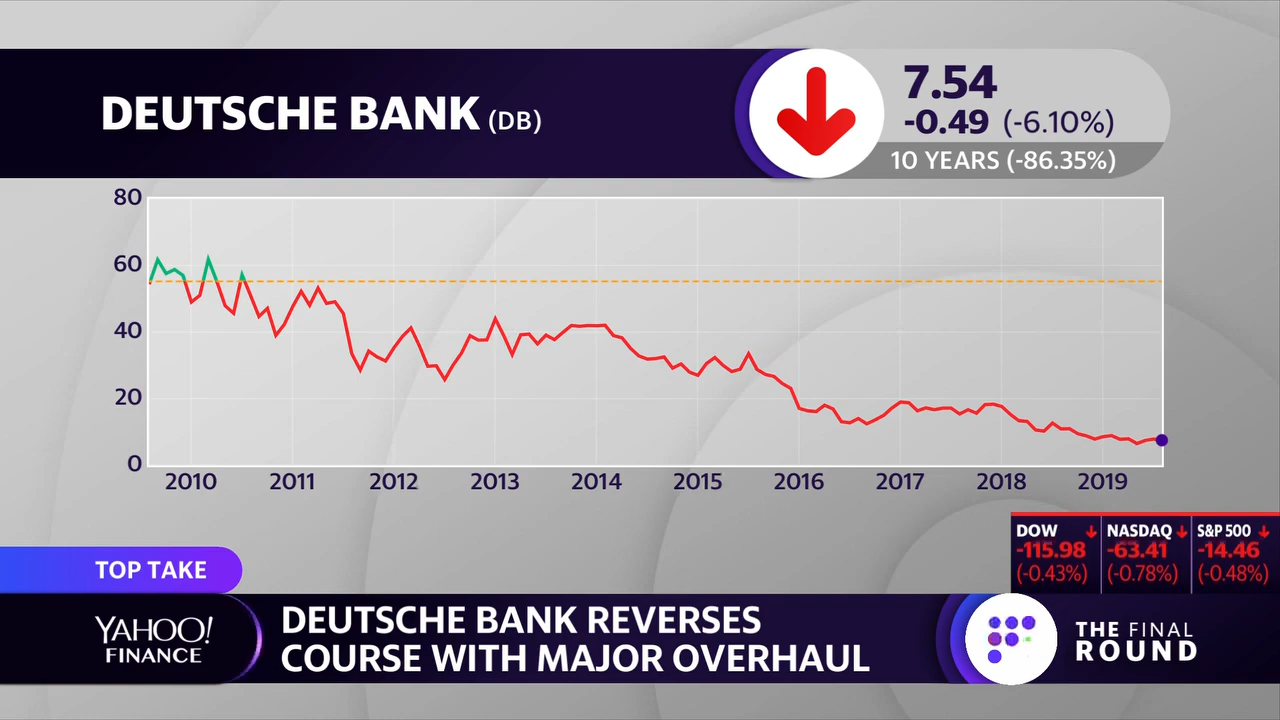 DEUTSCHE BANK (DB)
7.54
-0.49 (-6.10%)
10 YEARS (-86.35%)
80
60
40
20
0
2010 2011 2012 2013 2014 2015 2016 2017 2018 2019
DOW NASDAQ S&P 500
-115.98 -63.41 -14.46
(-0.43%) (-0.78%) (-0.48%)
TOP TAKE
YAHOO!
FINANCE
DEUTSCHE BANK REVERSES
COURSE WITH MAJOR OVERHAUL
THE FINAL
ROUND